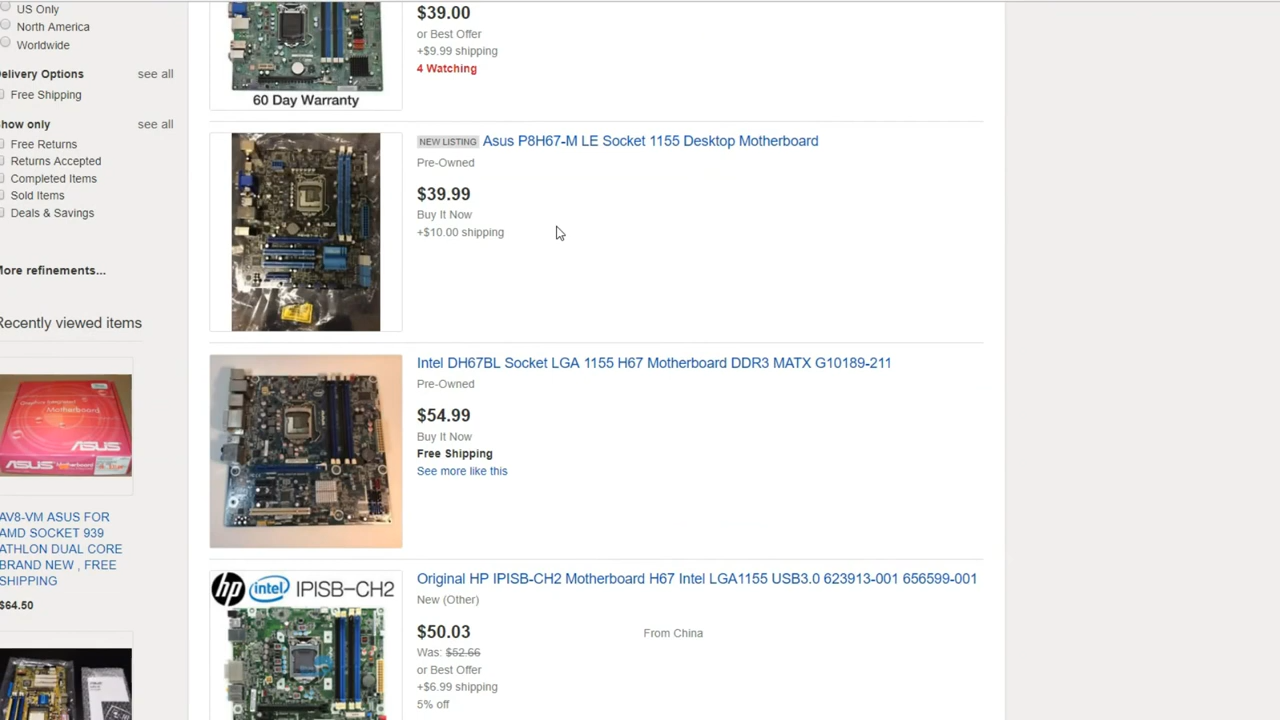 US Only
North America
Worldwide
Delivery Options see all
Free Shipping
Show only see all
Free Returns
Returns Accepted
Completed Items
Sold Items
Deals & Savings
More refinements...
Recently viewed items
ASUS
AV8-VM ASUS FOR
AMD SOCKET 939
ATHLON DUAL CORE
BRAND NEW , FREE
SHIPPING
$64.50
60 Day Warranty
$39.00
or Best Offer
+$9.99 shipping
4 Watching
NEW LISTING Asus P8H67-M LE Socket 1155 Desktop Motherboard
Pre-Owned
$39.99
Buy It Now
+$10.00 shipping
Intel DH67BL Socket LGA 1155 H67 Motherboard DDR3 MATX G10189-211
Pre-Owned
$54.99
Buy It Now
Free Shipping
See more like this
hp intel IPISB-CH2
Original HP IPISB-CH2 Motherboard H67 Intel LGA1155 USB3.0 623913-001 656599-001
New (Other)
$50.03 From China
Was: $52.66
or Best Offer
+$6.99 shipping
5% off